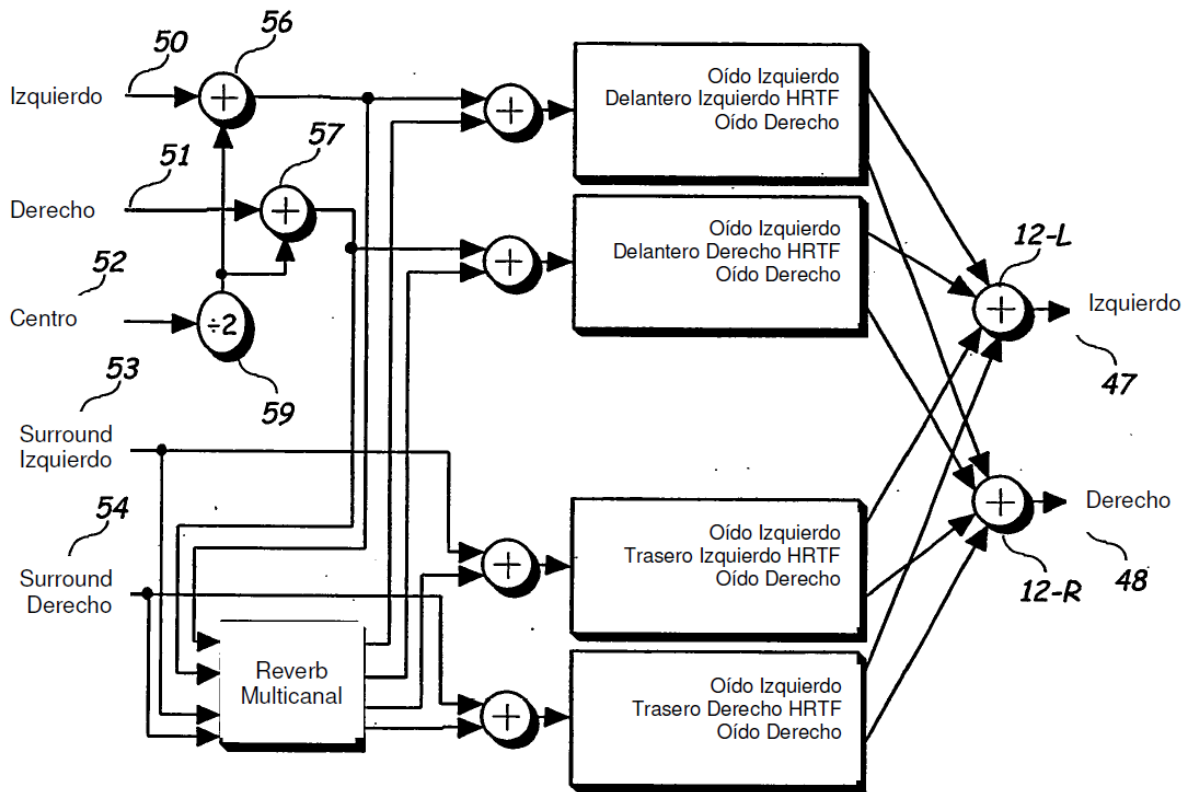 50
56
Izquierdo
51
57
Derecho
52
Centro
÷2
59
53
Surround
Izquierdo
54
Surround
Derecho
Reverb
Multicanal
+
+
+
+
+
+
Oído Izquierdo
Delantero Izquierdo HRTF
Oído Derecho
Oído Izquierdo
Delantero Derecho HRTF
Oído Derecho
Oído Izquierdo
Trasero Izquierdo HRTF
Oído Derecho
Oído Izquierdo
Trasero Derecho HRTF
Oído Derecho
12-L
+
Izquierdo
47
+
Derecho
12-R
48